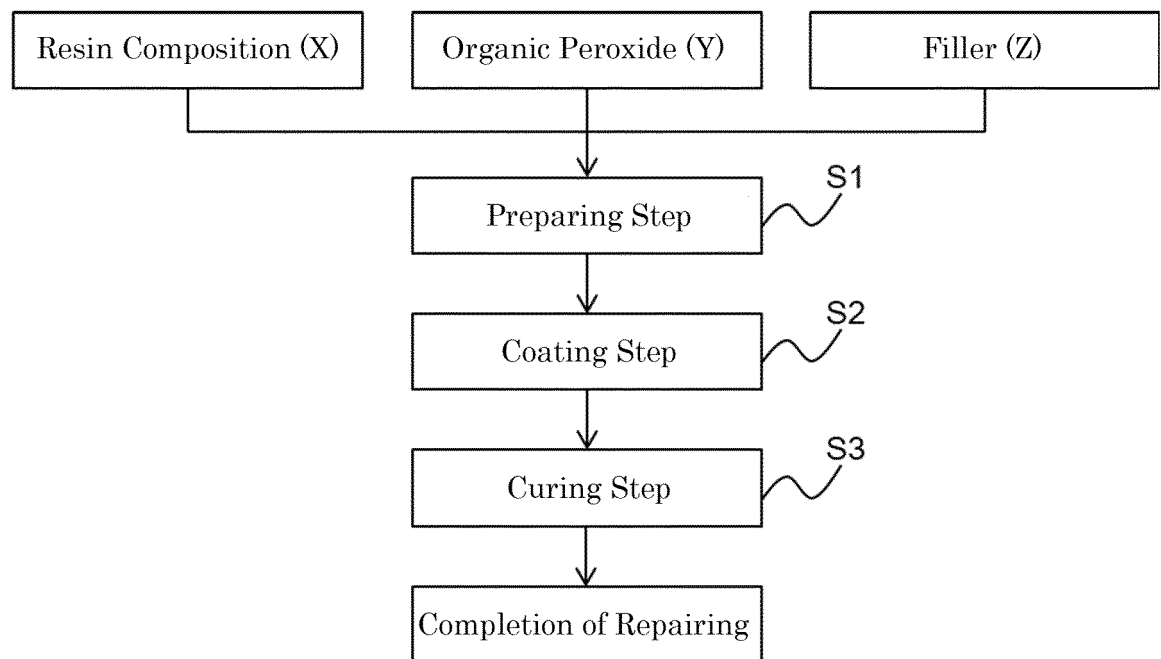 Resin Composition (X)
Organic Peroxide (Y)
Filler (Z)
S1
Preparing Step
S2
Coating Step
S3
Curing Step
Completion of Repairing